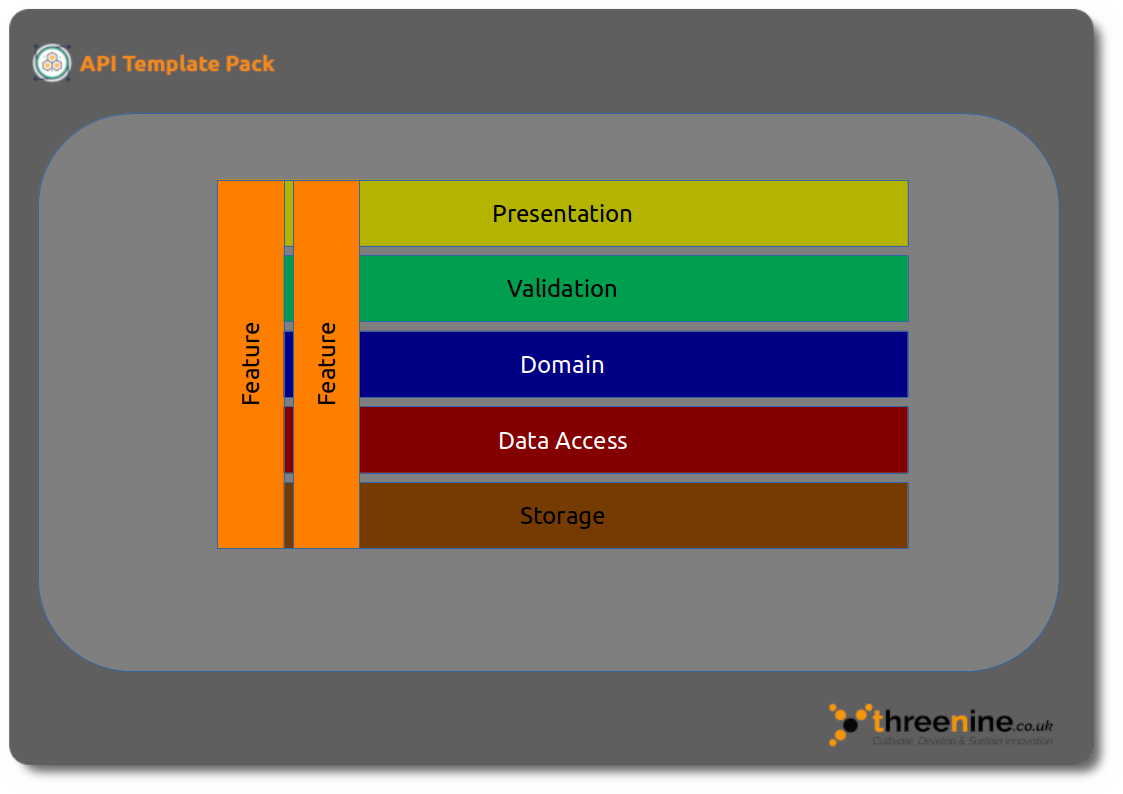 API Template Pack
Presentation
Validation
Feature
Feature
Domain
Data Access
Storage
threenine.co.uk
Cultivate, Develop & Sustain Innovation